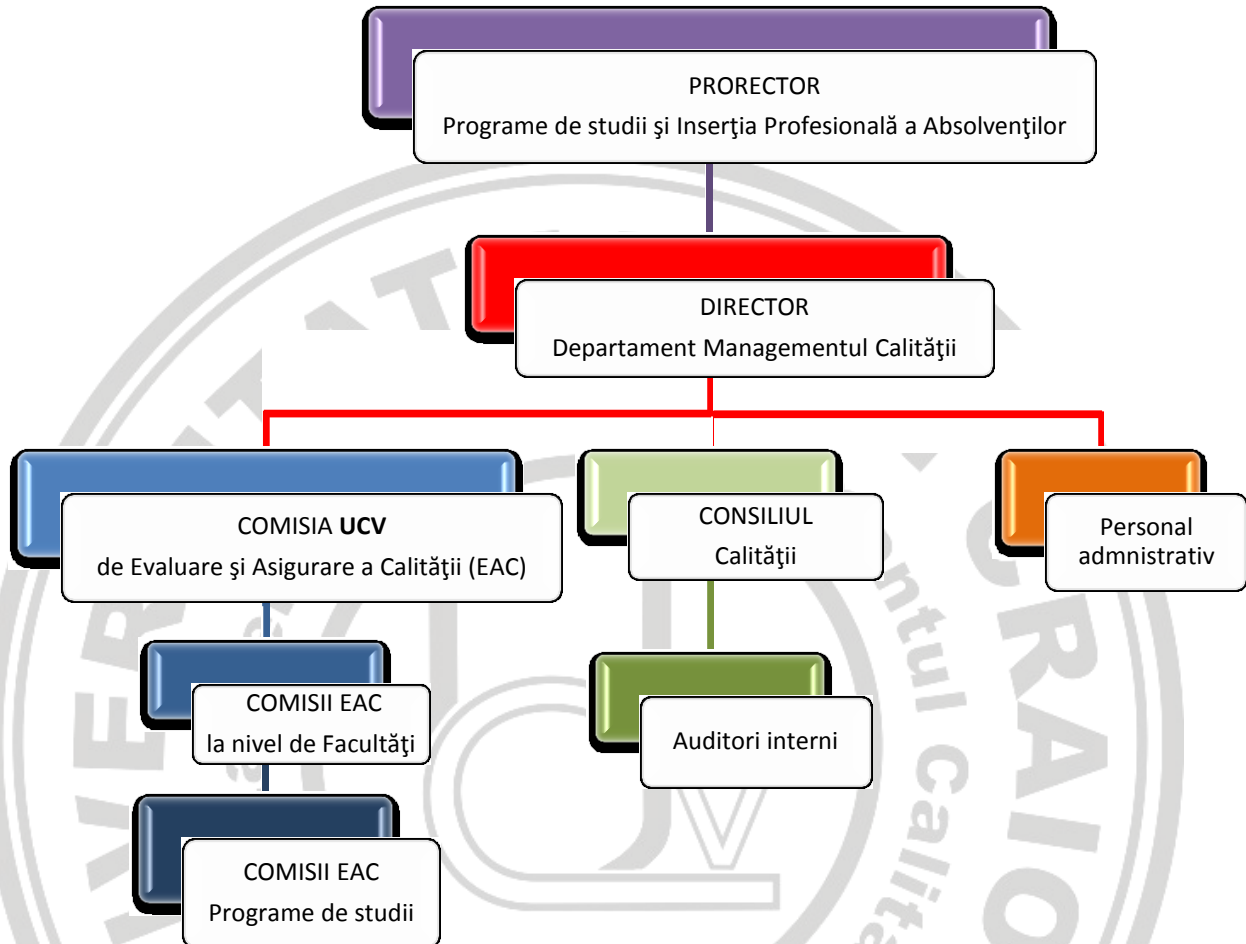 PRORECTOR
Programe de studii şi Inserţia Profesională a Absolvenţilor
DIRECTOR
Departament Managementul Calităţii
COMISIA UCV
de Evaluare şi Asigurare a Calităţii (EAC)
CONSILIUL
Calităţii
Personal
admnistrativ
COMISII EAC
la nivel de Facultăţi
Auditori interni
COMISII EAC
Programe de studii